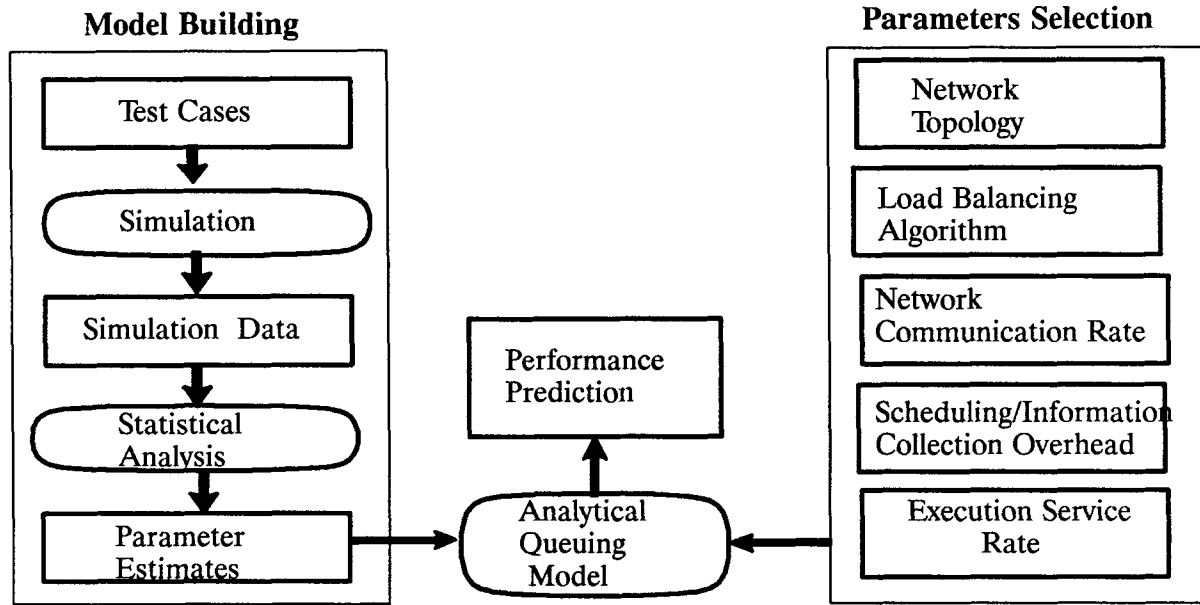 Model Building
Test Cases
Simulation
Simulation Data
Statistical
Analysis
Parameter
Estimates
Performance
Prediction
Analytical
Queuing
Model
Parameters Selection
Network
Topology
Load Balancing
Algorithm
Network
Communication Rate
Scheduling/Information
Collection Overhead
Execution Service
Rate